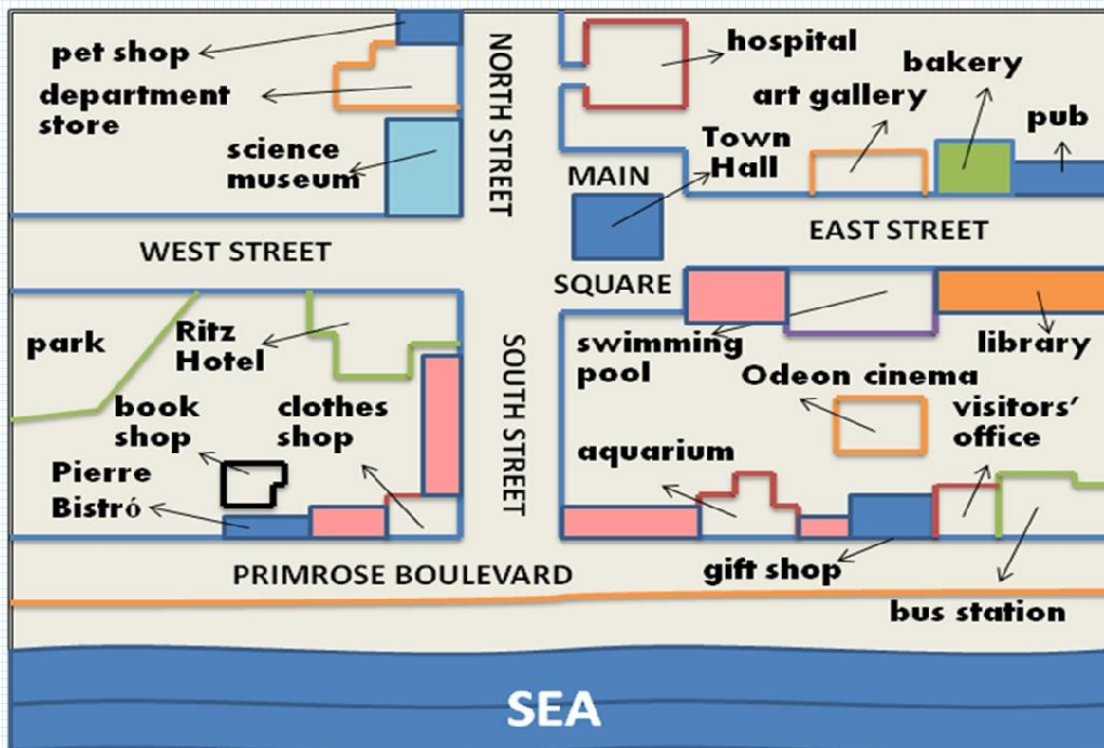 pet shop
department
store
science
museum
NORTH STREET
hospital
bakery
art gallery
pub
Town
Hall
MAIN
SQUARE
WEST STREET
EAST STREET
park
Ritz
Hotel
book
shop
clothes
shop
Pierre
Bistró
SOUTH STREET
swimming
pool
library
Odeon cinema
visitors’
office
aquarium
gift shop
bus station
PRIMROSE BOULEVARD
SEA